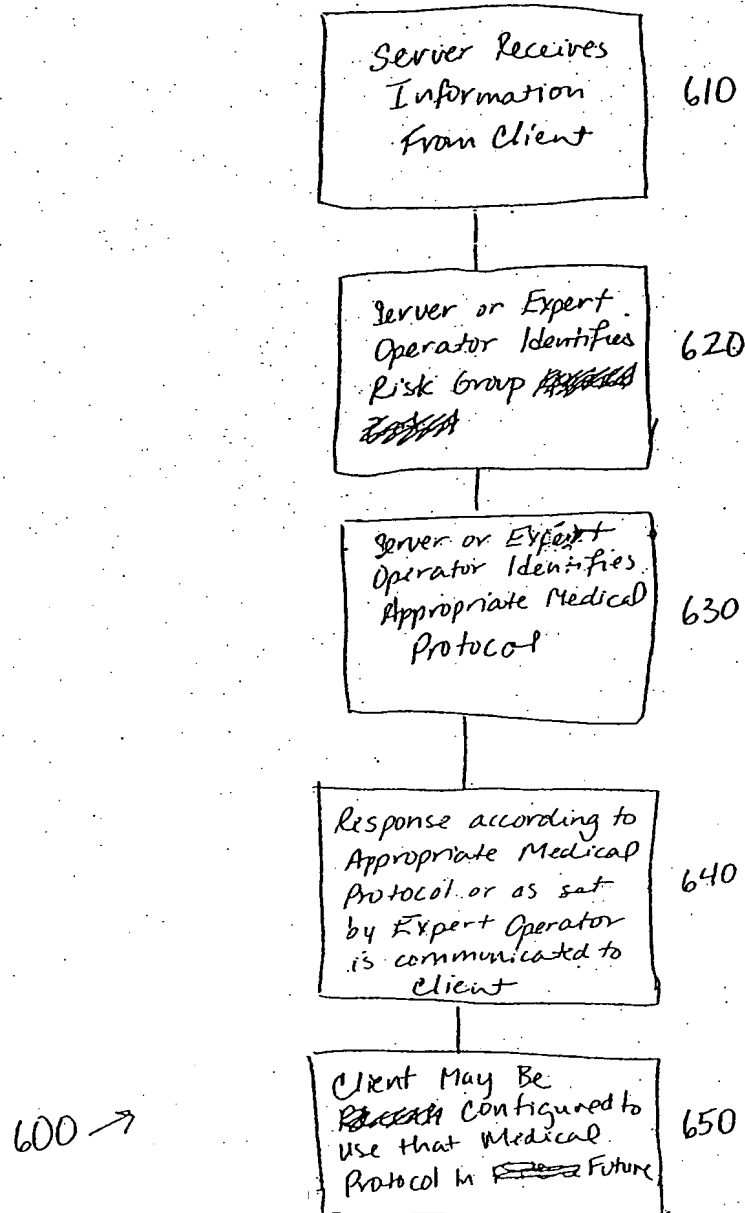 Server Receives
Information
From Client
610
Server or Expert
Operator Identifies
Risk Group
620
Server or Expert
Operator Identifies
Appropriate Medical
Protocol
630
Response according to
Appropriate Medical
Protocol or as set
by Expert Operator
is communicated to
Client
640
Client May Be
configured to
use that Medical
Protocol in Future
650
600